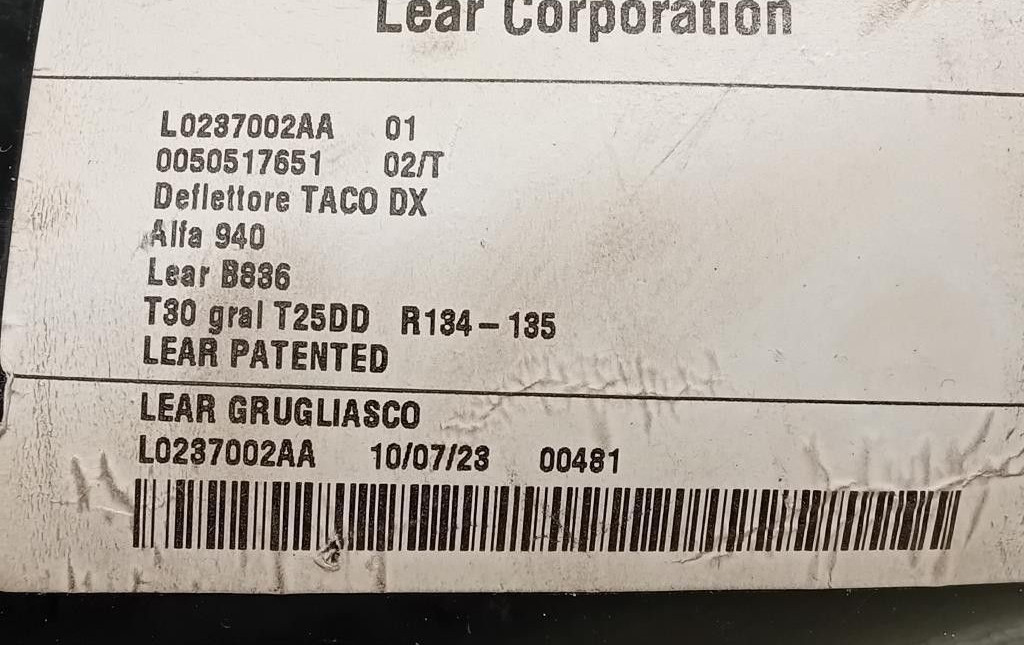 Lear Corporation
L0237002AA 01
0050517651 02/T
Deflettore TACO DX
Alfa 940
Lear B836
T30 gral T25DD R134-135
LEAR PATENTED
LEAR GRUGLIASCO
L0237002AA 10/07/23 00481